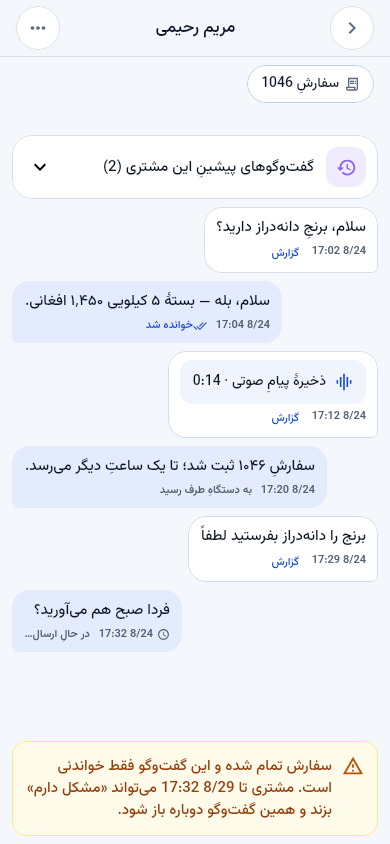 مریم رحیمی
سفارشِ 1046
گفت‌وگوهای پیشینِ این مشتری (2)
سلام، برنجِ دانه‌دراز دارید؟
8/24 17:02 گزارش
سلام، بله — بستهٔ ۵ کیلویی ۱,۴۵۰ افغانی.
8/24 17:04 خوانده شد
ذخیرهٔ پیامِ صوتی · 0:14
8/24 17:12 گزارش
سفارشِ ۱۰۴۶ ثبت شد؛ تا یک ساعتِ دیگر می‌رسد.
8/24 17:20 به دستگاهِ طرف رسید
برنج را دانه‌دراز بفرستید لطفاً
8/24 17:29 گزارش
فردا صبح هم می‌آورید؟
8/24 17:32 در حالِ ارسال…
سفارش تمام شده و این گفت‌وگو فقط خواندنی
است. مشتری تا 8/29 17:32 می‌تواند «مشکل دارم»
بزند و همین گفت‌وگو دوباره باز شود.